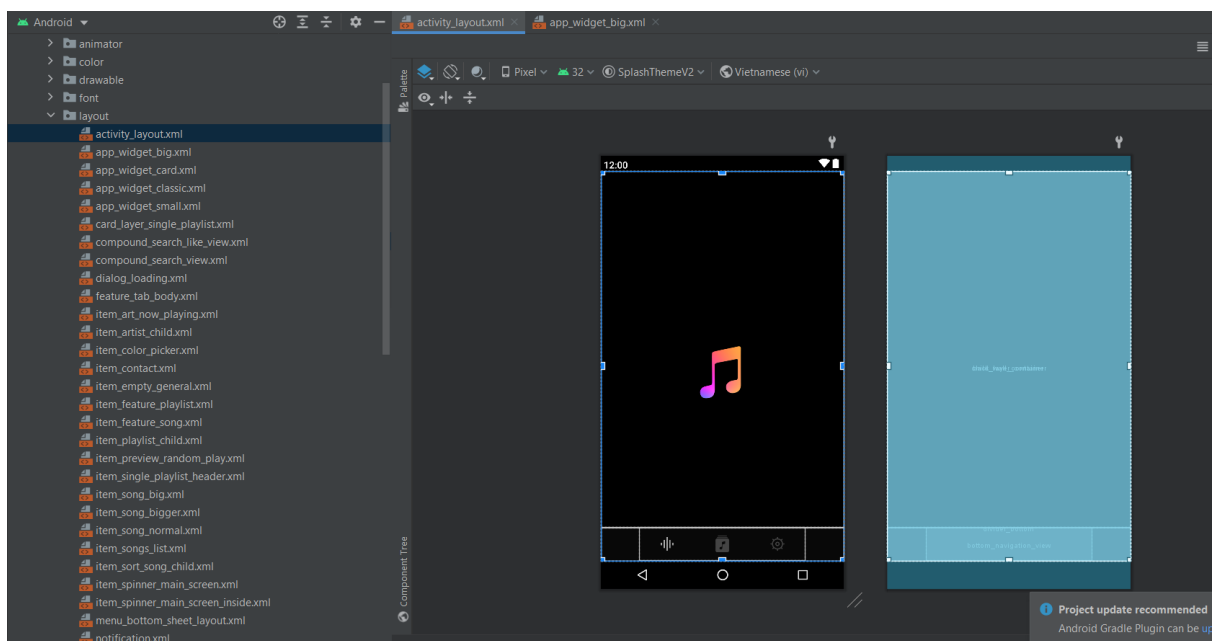 Android
activity_layout.xml
app_widget_big.xml
animator
color
drawable
font
layout
activity_layout.xml
app_widget_big.xml
app_widget_card.xml
app_widget_classic.xml
app_widget_small.xml
card_layer_single_playlist.xml
compound_search_like_view.xml
compound_search_view.xml
dialog_loading.xml
feature_tab_body.xml
item_art_now_playing.xml
item_artist_child.xml
item_color_picker.xml
item_contact.xml
item_empty_general.xml
item_feature_playlist.xml
item_feature_song.xml
item_playlist_child.xml
item_preview_random_play.xml
item_single_playlist_header.xml
item_song_big.xml
item_song_bigger.xml
item_song_normal.xml
item_songs_list.xml
item_sort_song_child.xml
item_spinner_main_screen.xml
item_spinner_main_screen_inside.xml
menu_bottom_sheet_layout.xml
notification.xml
Palette
Component Tree
Pixel
32
SplashThemeV2
Vietnamese (vi)
12:00
bottom_navigation_view
Project update recommended
Android Gradle Plugin can be